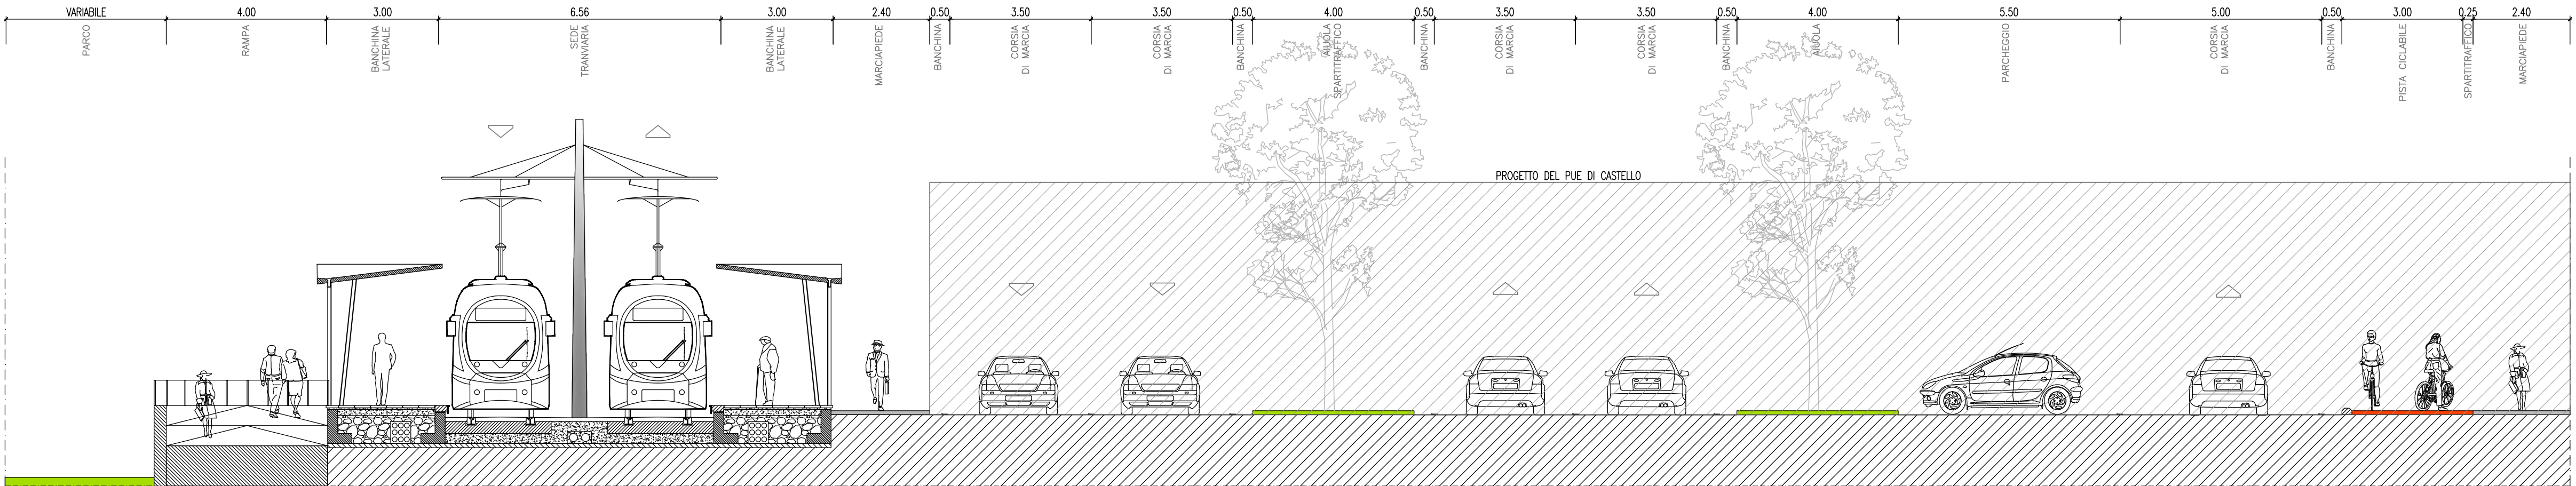 VARIABILE
4.00
3.00
6.56
3.00
2.40
0.50
3.50
3.50
0.50
4.00
0.50
3.50
3.50
0.50
4.00
5.50
5.00
0.50
3.00
0.25
2.40
PARCO
RAMPA
BANCHINA
LATERALE
SEDE
TRANVIARIA
BANCHINA
LATERALE
MARCIAPIEDE
BANCHINA
CORSIA
DI MARCIA
CORSIA
DI MARCIA
BANCHINA
AIUOLA
SPARTITRAFFICO
BANCHINA
CORSIA
DI MARCIA
CORSIA
DI MARCIA
BANCHINA
AIUOLA
PARCHEGGIO
CORSIA
DI MARCIA
BANCHINA
PISTA CICLABILE
SPARTITRAFFICO
MARCIAPIEDE
PROGETTO DEL PUE DI CASTELLO